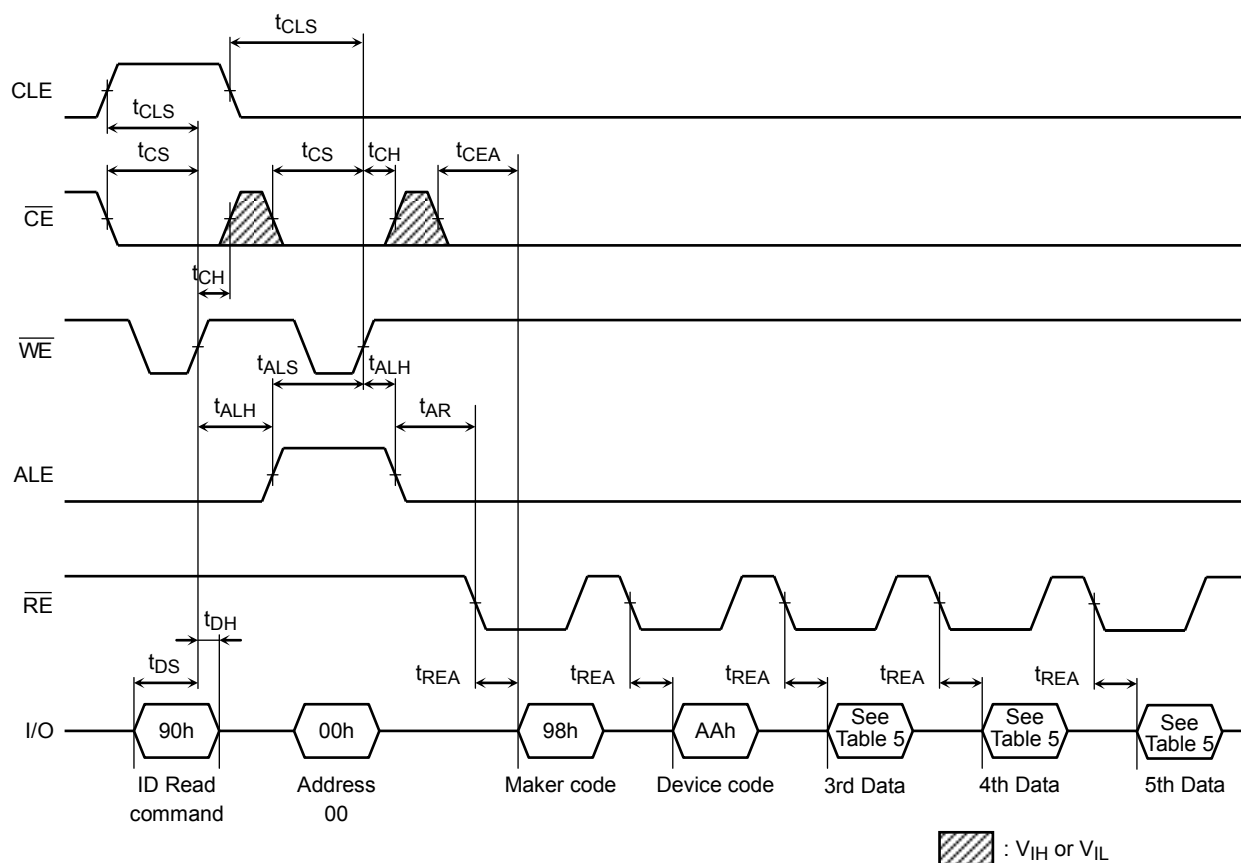 tCLS
CLE
tCLS
tCS
tCS
tCH
tCEA
CE
tCH
WE
tALS
tALH
tALH
tAR
ALE
RE
tDH
tDS
tREA
tREA
tREA
tREA
tREA
I/O
90h
00h
98h
AAh
See
Table 5
See
Table 5
See
Table 5
ID Read
command
Address
00
Maker code
Device code
3rd Data
4th Data
5th Data
: VIH or VIL